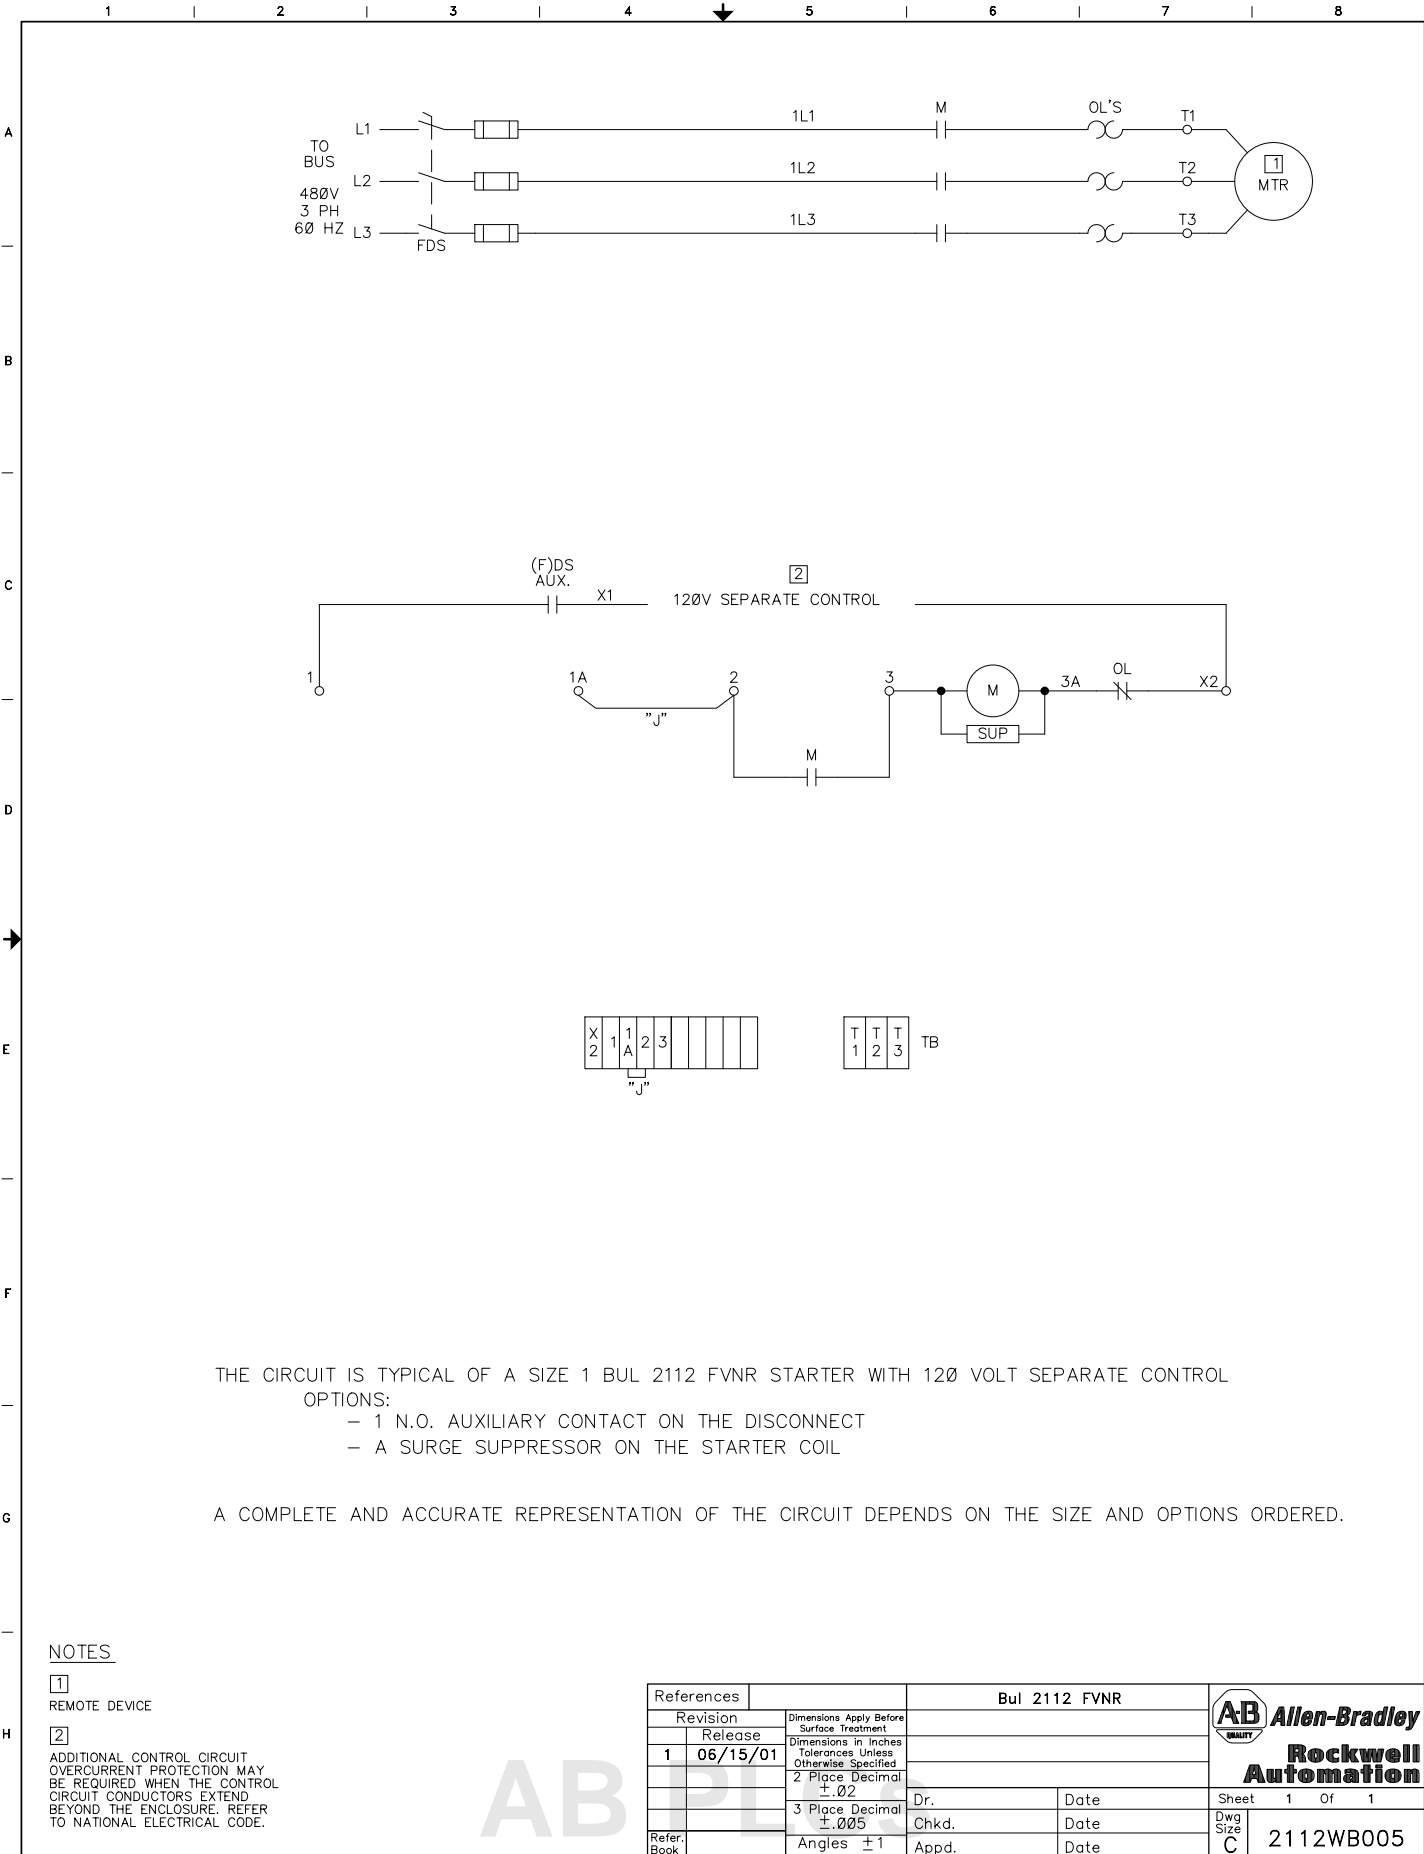 1 2 3 4 5 6 7 8
A
B
C
D
E
F
G
H
M
OL'S
1L1
T1
L1
TO
BUS
1L2
T2
L2
1
MTR
480V
3 PH
60 HZ
L3
1L3
T3
FDS
(F)DS
AUX.
X1
2
120V SEPARATE CONTROL
1
1A
2
3
M
3A
OL
X2
"J"
SUP
M
X2 1 1A 2 3
"J"
T1 T2 T3 TB
THE CIRCUIT IS TYPICAL OF A SIZE 1 BUL 2112 FVNR STARTER WITH 120 VOLT SEPARATE CONTROL
OPTIONS:
– 1 N.O. AUXILIARY CONTACT ON THE DISCONNECT
– A SURGE SUPPRESSOR ON THE STARTER COIL
A COMPLETE AND ACCURATE REPRESENTATION OF THE CIRCUIT DEPENDS ON THE SIZE AND OPTIONS ORDERED.
NOTES
1
REMOTE DEVICE
2
ADDITIONAL CONTROL CIRCUIT
OVERCURRENT PROTECTION MAY
BE REQUIRED WHEN THE CONTROL
CIRCUIT CONDUCTORS EXTEND
BEYOND THE ENCLOSURE. REFER
TO NATIONAL ELECTRICAL CODE.
AB PLCs
References
Revision
Release
1 06/15/01
Refer.
Book
Dimensions Apply Before
Surface Treatment
Dimensions in Inches
Tolerances Unless
Otherwise Specified
2 Place Decimal
±.02
3 Place Decimal
±.005
Angles ±1
Bul 2112 FVNR
Dr. Date
Chkd. Date
Appd. Date
A-B
QUALITY
Allen-Bradley
Rockwell
Automation
Sheet 1 Of 1
Dwg
Size
C
2112WB005